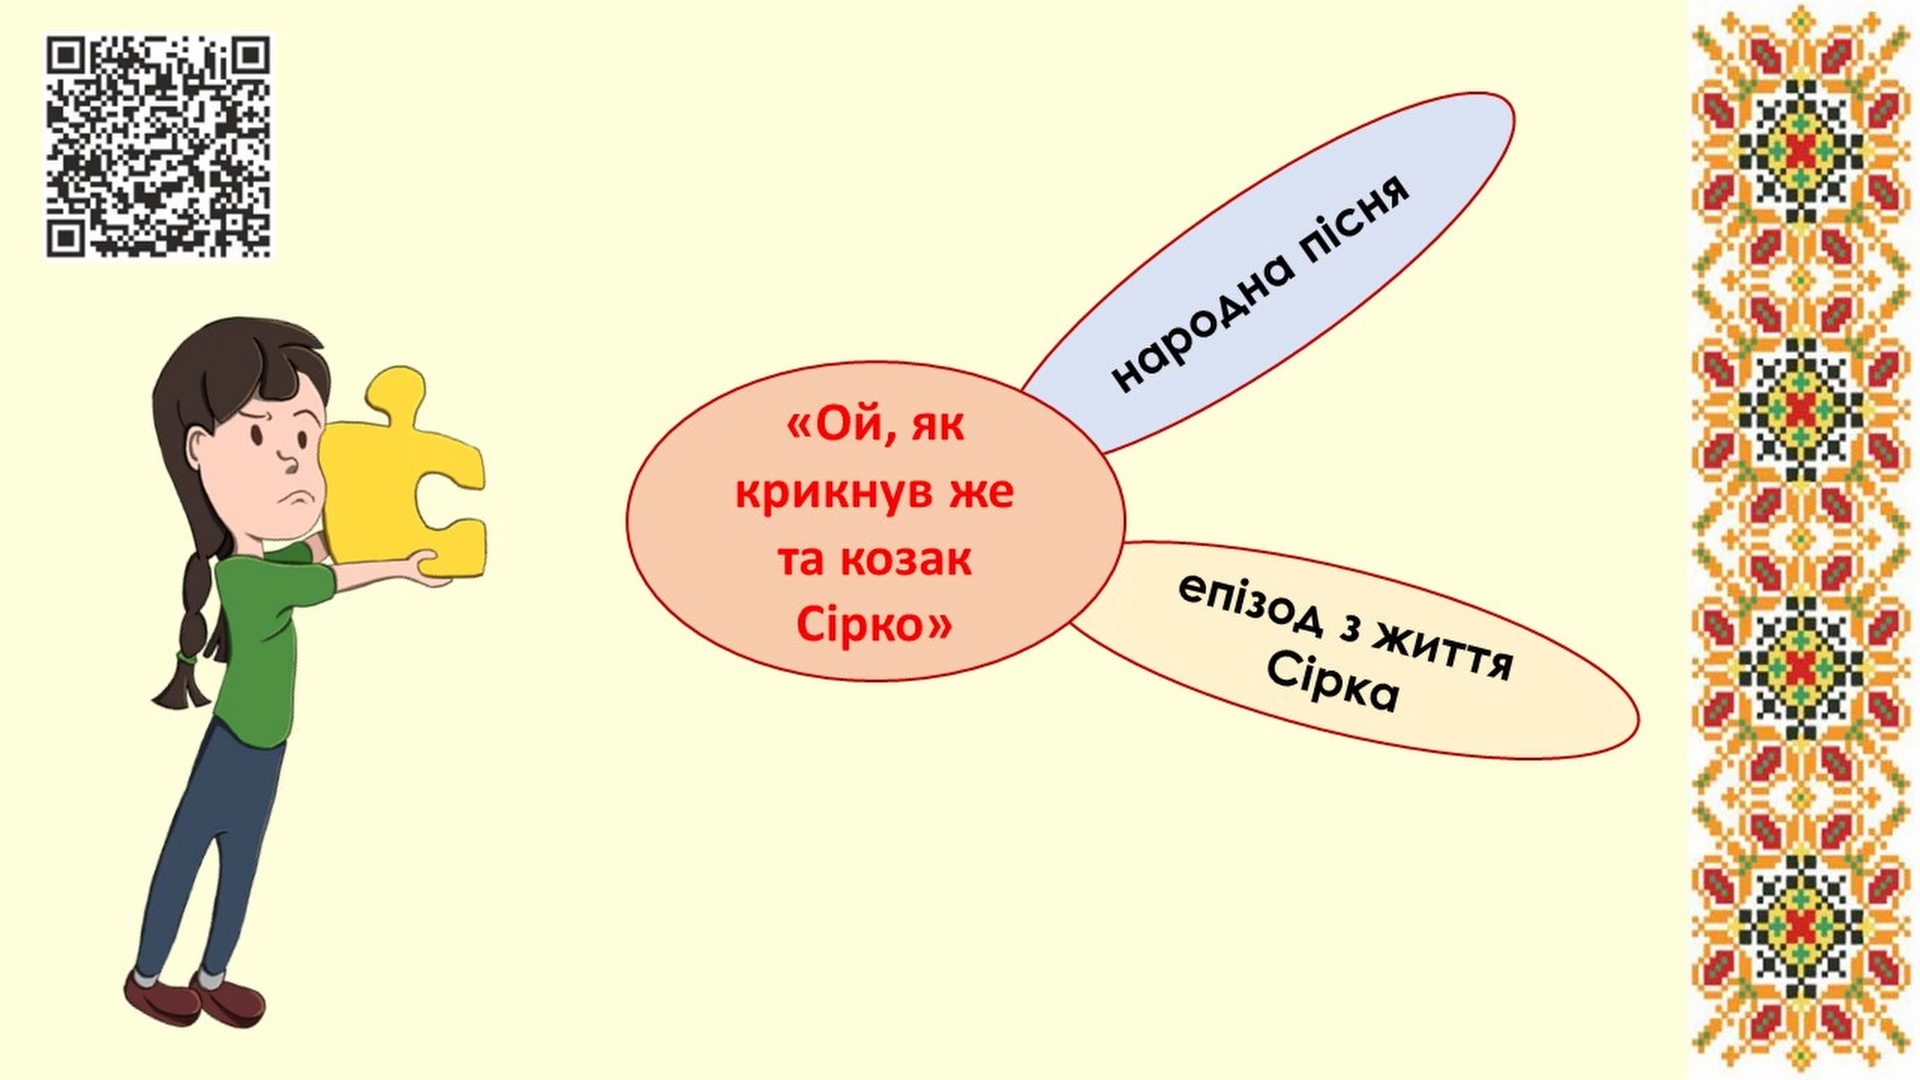 народна пісня
«Ой, як
крикнув же
та козак
Сірко»
епізод з життя
Сірка